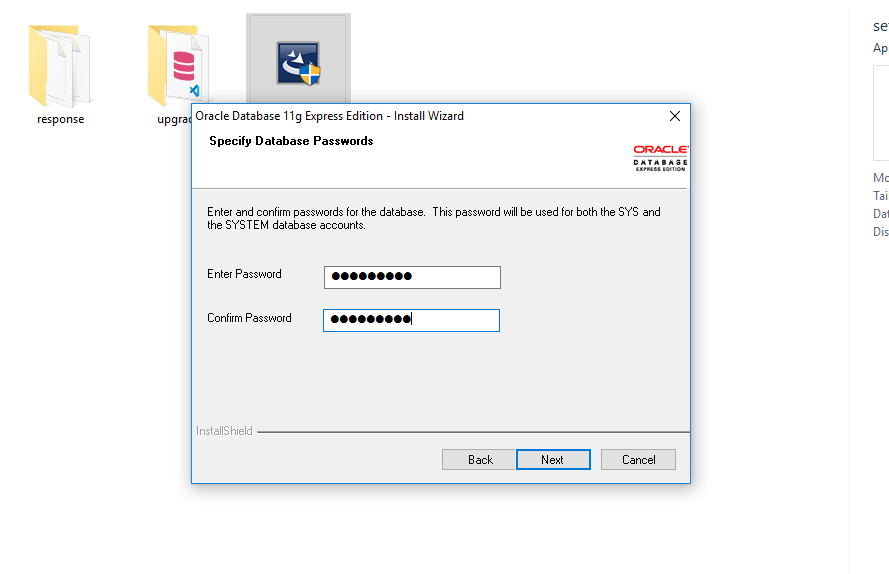 response
upgrad
Oracle Database 11g Express Edition - Install Wizard
Specify Database Passwords
ORACLE
DATABASE
EXPRESS EDITION
Enter and confirm passwords for the database. This password will be used for both the SYS and
the SYSTEM database accounts.
Enter Password
Confirm Password
InstallShield
Back
Next
Cancel
se
Ap
Mo
Tai
Dat
Dis